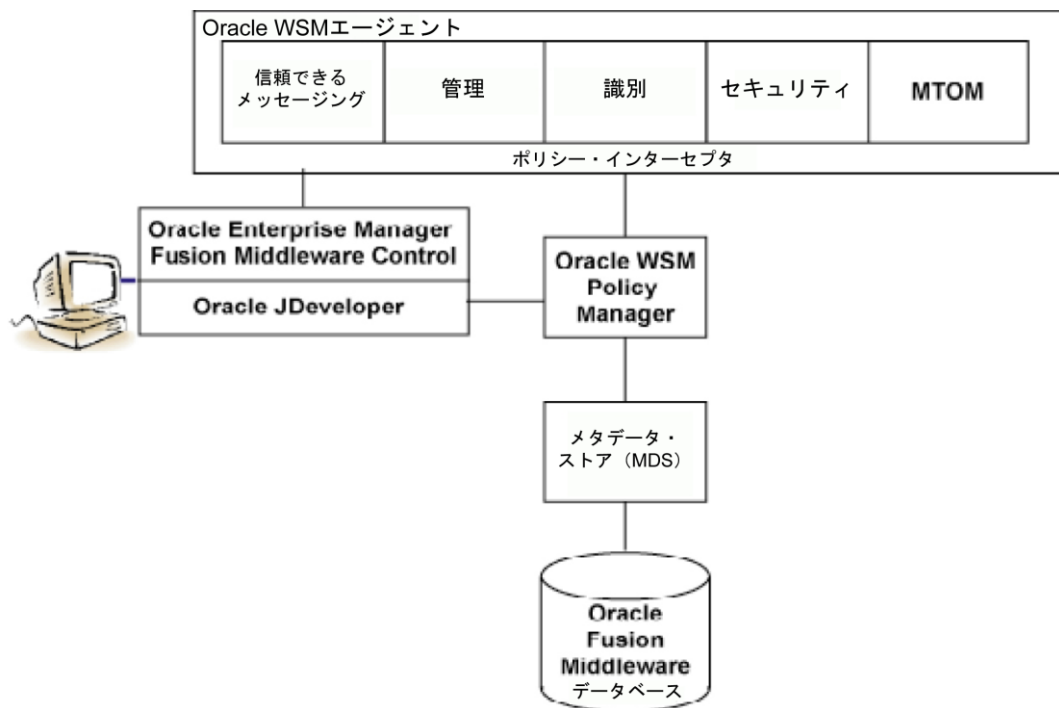 Oracle WSMエージェント
信頼できる
メッセージング
管理
識別
セキュリティ
MTOM
ポリシー・インターセプタ
Oracle Enterprise Manager
Fusion Middleware Control
Oracle JDeveloper
Oracle WSM
Policy
Manager
メタデータ・
ストア（MDS）
Oracle
Fusion
Middleware
データベース